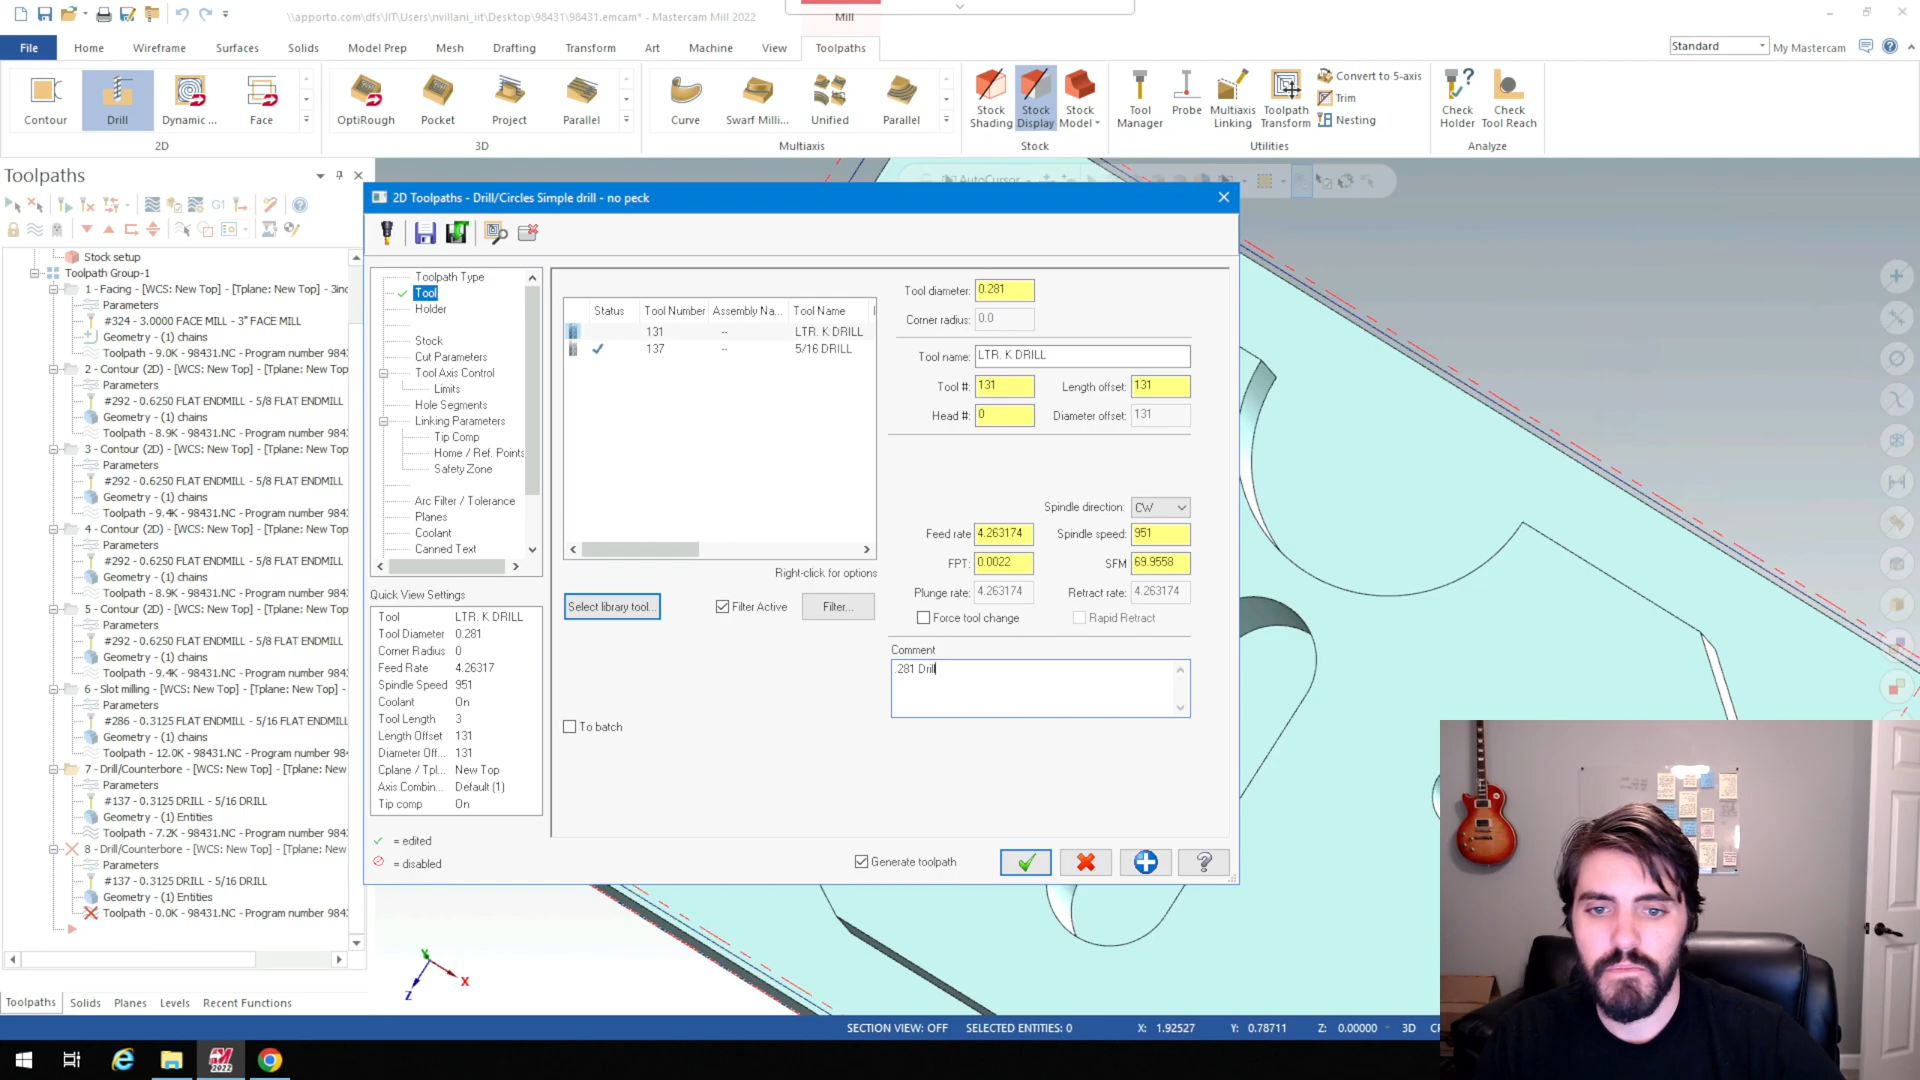 \\apporto.com\dfs\IIT\Users\nvillani_iit\Desktop\98431\98431.emcam* - Mastercam Mill 2022
Mill
File
Home
Wireframe
Surfaces
Solids
Model Prep
Mesh
Drafting
Transform
Art
Machine
View
Toolpaths
Standard
My Mastercam
Contour
Drill
Dynamic ...
Face
2D
OptiRough
Pocket
Project
Parallel
3D
Curve
Swarf Milli...
Unified
Parallel
Multiaxis
Stock Shading
Stock Display
Stock Model
Stock
Tool Manager
Probe
Multiaxis Linking
Toolpath Transform
Convert to 5-axis
Trim
Nesting
Utilities
Check Holder
Check Tool Reach
Analyze
Toolpaths
G1
Stock setup
Toolpath Group-1
1 - Facing - [WCS: New Top] - [Tplane: New Top] - 3inc
Parameters
#324 - 3.0000 FACE MILL - 3" FACE MILL
Geometry - (1) chains
Toolpath - 9.0K - 98431.NC - Program number 984:
2 - Contour (2D) - [WCS: New Top] - [Tplane: New Top
Parameters
#292 - 0.6250 FLAT ENDMILL - 5/8 FLAT ENDMILL
Geometry - (1) chains
Toolpath - 8.9K - 98431.NC - Program number 984:
3 - Contour (2D) - [WCS: New Top] - [Tplane: New Top
Parameters
#292 - 0.6250 FLAT ENDMILL - 5/8 FLAT ENDMILL
Geometry - (1) chains
Toolpath - 9.4K - 98431.NC - Program number 984:
4 - Contour (2D) - [WCS: New Top] - [Tplane: New Top
Parameters
#292 - 0.6250 FLAT ENDMILL - 5/8 FLAT ENDMILL
Geometry - (1) chains
Toolpath - 8.9K - 98431.NC - Program number 984:
5 - Contour (2D) - [WCS: New Top] - [Tplane: New Top
Parameters
#292 - 0.6250 FLAT ENDMILL - 5/8 FLAT ENDMILL
Geometry - (1) chains
Toolpath - 9.4K - 98431.NC - Program number 984:
6 - Slot milling - [WCS: New Top] - [Tplane: New Top] -
Parameters
#286 - 0.3125 FLAT ENDMILL - 5/16 FLAT ENDMILL
Geometry - (1) chains
Toolpath - 12.0K - 98431.NC - Program number 98
7 - Drill/Counterbore - [WCS: New Top] - [Tplane: New
Parameters
#137 - 0.3125 DRILL - 5/16 DRILL
Geometry - (1) Entities
Toolpath - 7.2K - 98431.NC - Program number 984:
8 - Drill/Counterbore - [WCS: New Top] - [Tplane: New
Parameters
#137 - 0.3125 DRILL - 5/16 DRILL
Geometry - (1) Entities
Toolpath - 0.0K - 98431.NC - Program number 984:
Toolpaths
Solids
Planes
Levels
Recent Functions
AutoCursor
2D Toolpaths - Drill/Circles Simple drill - no peck
Toolpath Type
Tool
Holder
Stock
Cut Parameters
Tool Axis Control
Limits
Hole Segments
Linking Parameters
Tip Comp
Home / Ref. Points
Safety Zone
Arc Filter / Tolerance
Planes
Coolant
Canned Text
Quick View Settings
Tool LTR. K DRILL
Tool Diameter 0.281
Corner Radius 0
Feed Rate 4.26317
Spindle Speed 951
Coolant On
Tool Length 3
Length Offset 131
Diameter Off... 131
Cplane / Tpl... New Top
Axis Combin... Default (1)
Tip comp On
= edited
= disabled
Status Tool Number Assembly Na... Tool Name
131 -- LTR. K DRILL
137 -- 5/16 DRILL
Right-click for options
Select library tool...
Filter Active
Filter...
To batch
Tool diameter: 0.281
Corner radius: 0.0
Tool name: LTR. K DRILL
Tool #: 131 Length offset: 131
Head #: 0 Diameter offset: 131
Spindle direction: CW
Feed rate 4.263174 Spindle speed: 951
FPT: 0.0022 SFM 69.9558
Plunge rate: 4.263174 Retract rate: 4.263174
Force tool change
Rapid Retract
Comment
.281 Drill
Generate toolpath
Y
X
Z
SECTION VIEW: OFF
SELECTED ENTITIES: 0
X: 1.92527
Y: 0.78711
Z: 0.00000
3D
2022